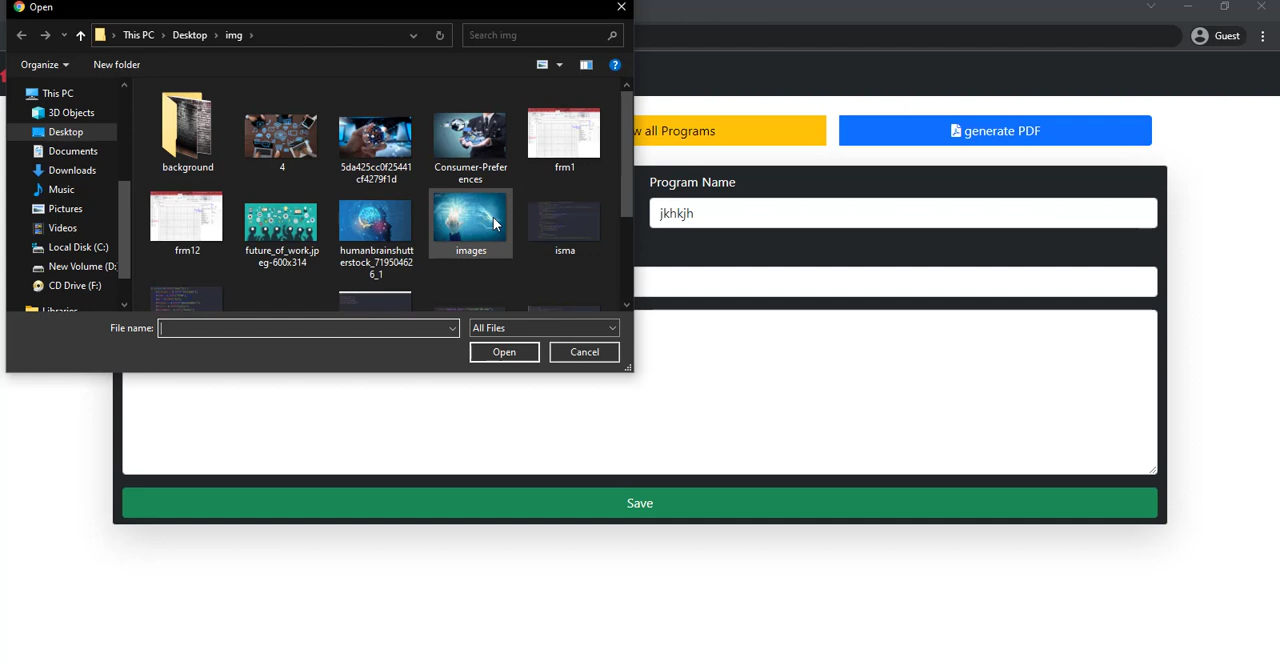 Open
This PC
Desktop
img
Search img
Guest
Organize
New folder
This PC
3D Objects
Desktop
Documents
Downloads
Music
Pictures
Videos
Local Disk (C:)
New Volume (D:
CD Drive (F:)
Libraries
background
4
5da425cc0f25441
cf4279f1d
Consumer-Prefer
ences
frm1
frm12
future_of_work.jp
eg-600x314
humanbrainshutt
erstock_71950462
6_1
images
isma
File name:
All Files
Open
Cancel
all Programs
generate PDF
Program Name
jkhkjh
Save